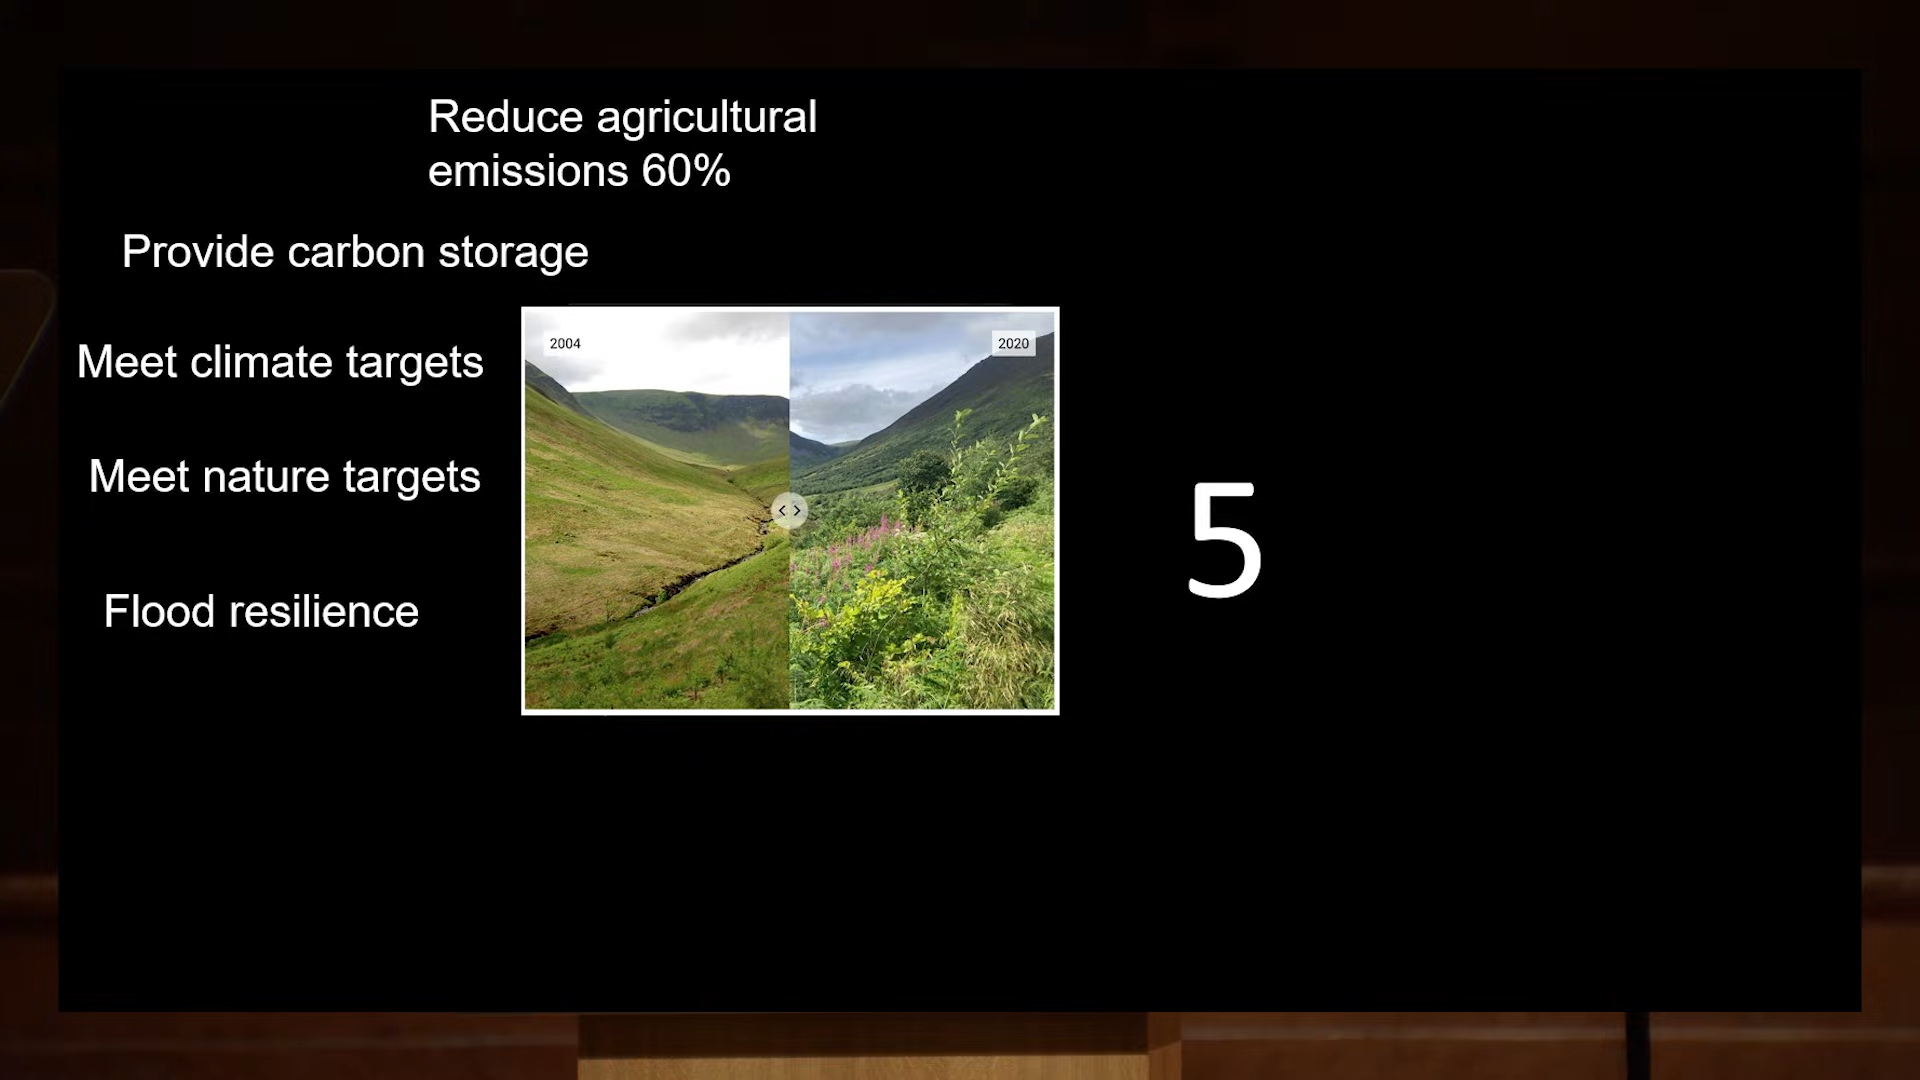 Reduce agricultural
emissions 60%
Provide carbon storage
Meet climate targets
2004
2020
Meet nature targets
5
Flood resilience